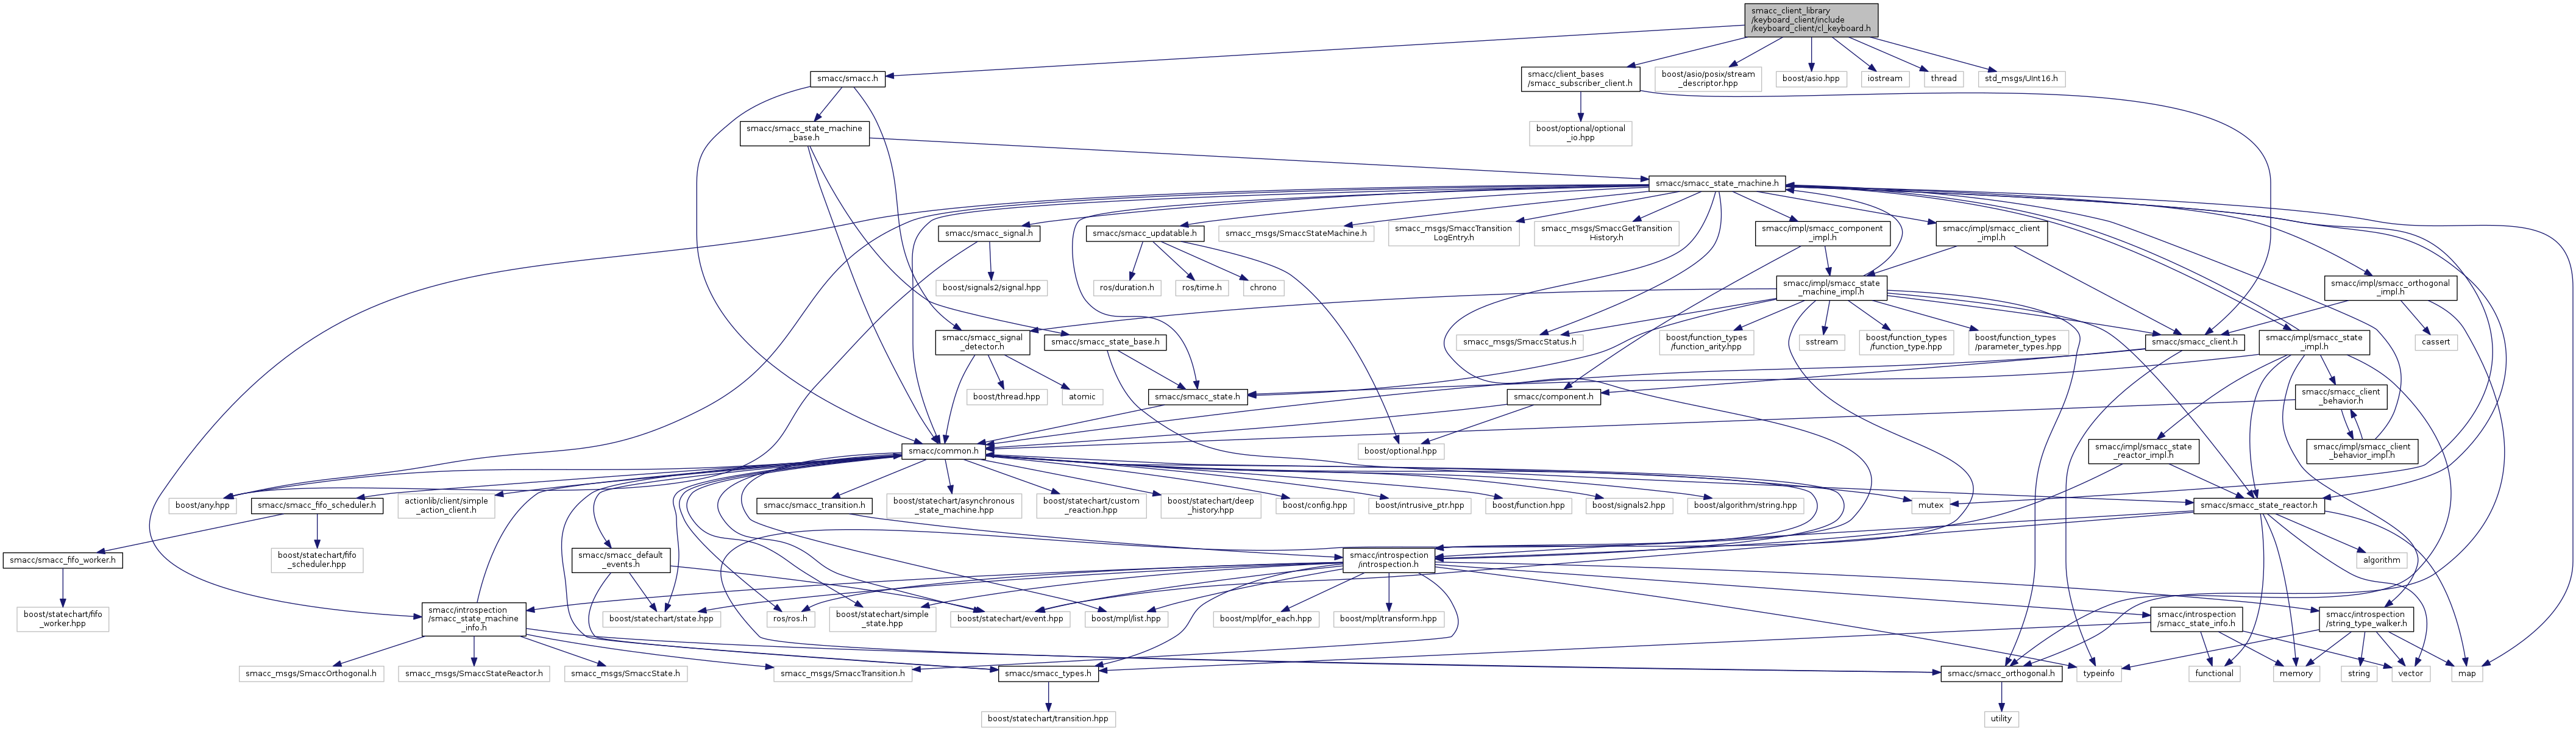 smacc_client_library
/keyboard_client/include
/keyboard_client/cl_keyboard.h
smacc/smacc.h
smacc/client_bases
/smacc_subscriber_client.h
boost/asio/posix/stream
_descriptor.hpp
boost/asio.hpp
iostream
thread
std_msgs/UInt16.h
smacc/smacc_state_machine
_base.h
boost/optional/optional
_io.hpp
smacc/smacc_state_machine.h
smacc/smacc_signal.h
smacc/smacc_updatable.h
smacc_msgs/SmaccStateMachine.h
smacc_msgs/SmaccTransition
LogEntry.h
smacc_msgs/SmaccGetTransition
History.h
smacc/impl/smacc_component
_impl.h
smacc/impl/smacc_client
_impl.h
boost/signals2/signal.hpp
ros/duration.h
ros/time.h
chrono
smacc/impl/smacc_state
_machine_impl.h
smacc/impl/smacc_orthogonal
_impl.h
smacc/smacc_signal
_detector.h
smacc/smacc_state_base.h
smacc_msgs/SmaccStatus.h
boost/function_types
/function_arity.hpp
sstream
boost/function_types
/function_type.hpp
boost/function_types
/parameter_types.hpp
smacc/smacc_client.h
smacc/impl/smacc_state
_impl.h
cassert
boost/thread.hpp
atomic
smacc/smacc_state.h
smacc/component.h
smacc/smacc_client
_behavior.h
smacc/common.h
boost/optional.hpp
smacc/impl/smacc_state
_reactor_impl.h
smacc/impl/smacc_client
_behavior_impl.h
boost/any.hpp
smacc/smacc_fifo_scheduler.h
actionlib/client/simple
_action_client.h
smacc/smacc_transition.h
boost/statechart/asynchronous
_state_machine.hpp
boost/statechart/custom
_reaction.hpp
boost/statechart/deep
_history.hpp
boost/config.hpp
boost/intrusive_ptr.hpp
boost/function.hpp
boost/signals2.hpp
boost/algorithm/string.hpp
mutex
smacc/smacc_state_reactor.h
smacc/smacc_fifo_worker.h
boost/statechart/fifo
_scheduler.hpp
smacc/smacc_default
_events.h
smacc/introspection
/introspection.h
algorithm
boost/statechart/fifo
_worker.hpp
smacc/introspection
/smacc_state_machine
_info.h
boost/statechart/state.hpp
ros/ros.h
boost/statechart/simple
_state.hpp
boost/statechart/event.hpp
boost/mpl/list.hpp
boost/mpl/for_each.hpp
boost/mpl/transform.hpp
smacc/introspection
/smacc_state_info.h
smacc/introspection
/string_type_walker.h
smacc_msgs/SmaccOrthogonal.h
smacc_msgs/SmaccStateReactor.h
smacc_msgs/SmaccState.h
smacc_msgs/SmaccTransition.h
smacc/smacc_types.h
smacc/smacc_orthogonal.h
typeinfo
functional
memory
string
vector
map
boost/statechart/transition.hpp
utility